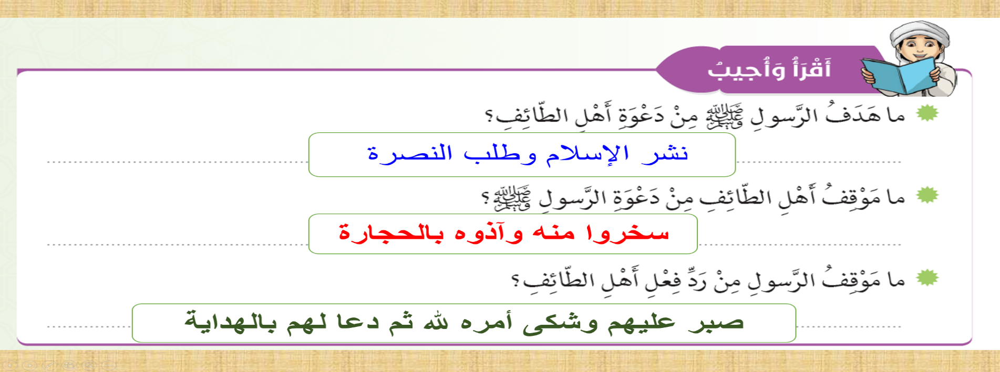 أَقْرَأُ وَأُجيبُ
ما هَدَفُ الرَّسولِ ﷺ مِنْ دَعْوَةِ أَهْلِ الطّائِفِ؟
نشر الإسلام وطلب النصرة
ما مَوْقِفُ أَهْلِ الطّائِفِ مِنْ دَعْوَةِ الرَّسولِ ﷺ؟
سخروا منه وآذوه بالحجارة
ما مَوْقِفُ الرَّسولِ مِنْ رَدِّ فِعْلِ أَهْلِ الطّائِفِ؟
صبر عليهم وشكى أمره لله ثم دعا لهم بالهداية